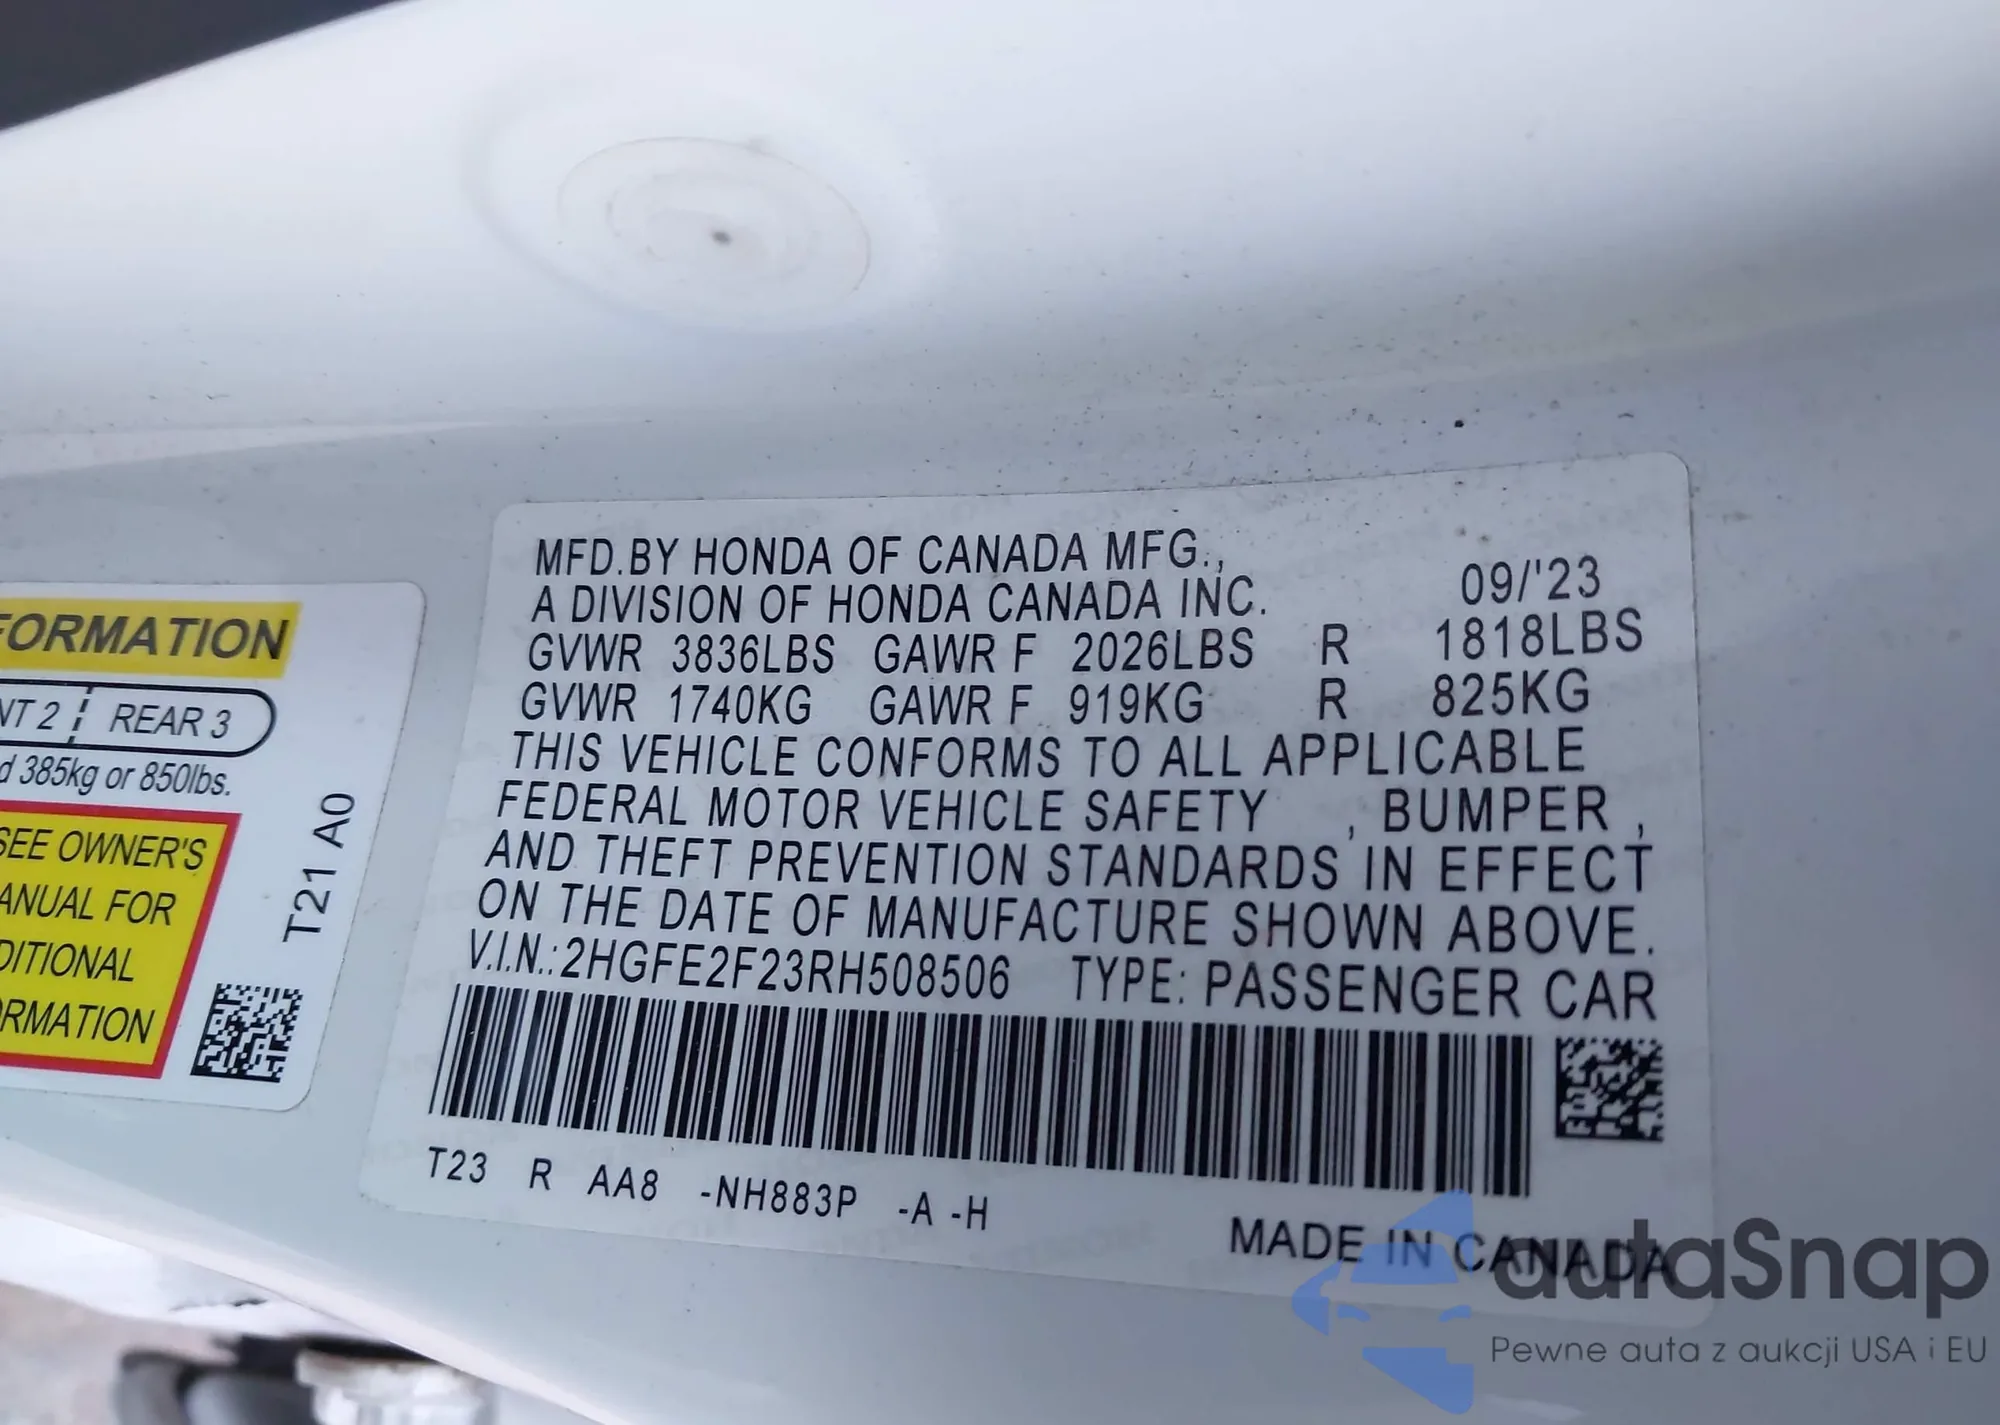 FORMATION
NT 2 REAR 3
d 385kg or 850lbs.
SEE OWNER'S
ANUAL FOR
DITIONAL
ORMATION
T21 A0
MFD.BY HONDA OF CANADA MFG.,
A DIVISION OF HONDA CANADA INC. 09/'23
GVWR 3836LBS GAWR F 2026LBS R 1818LBS
GVWR 1740KG GAWR F 919KG R 825KG
THIS VEHICLE CONFORMS TO ALL APPLICABLE
FEDERAL MOTOR VEHICLE SAFETY , BUMPER ,
AND THEFT PREVENTION STANDARDS IN EFFECT
ON THE DATE OF MANUFACTURE SHOWN ABOVE.
V.I.N.:2HGFE2F23RH508506 TYPE: PASSENGER CAR
T23 R AA8 -NH883P -A -H
MADE IN CANADA
autaSnap
Pewne auta z aukcji USA i EU